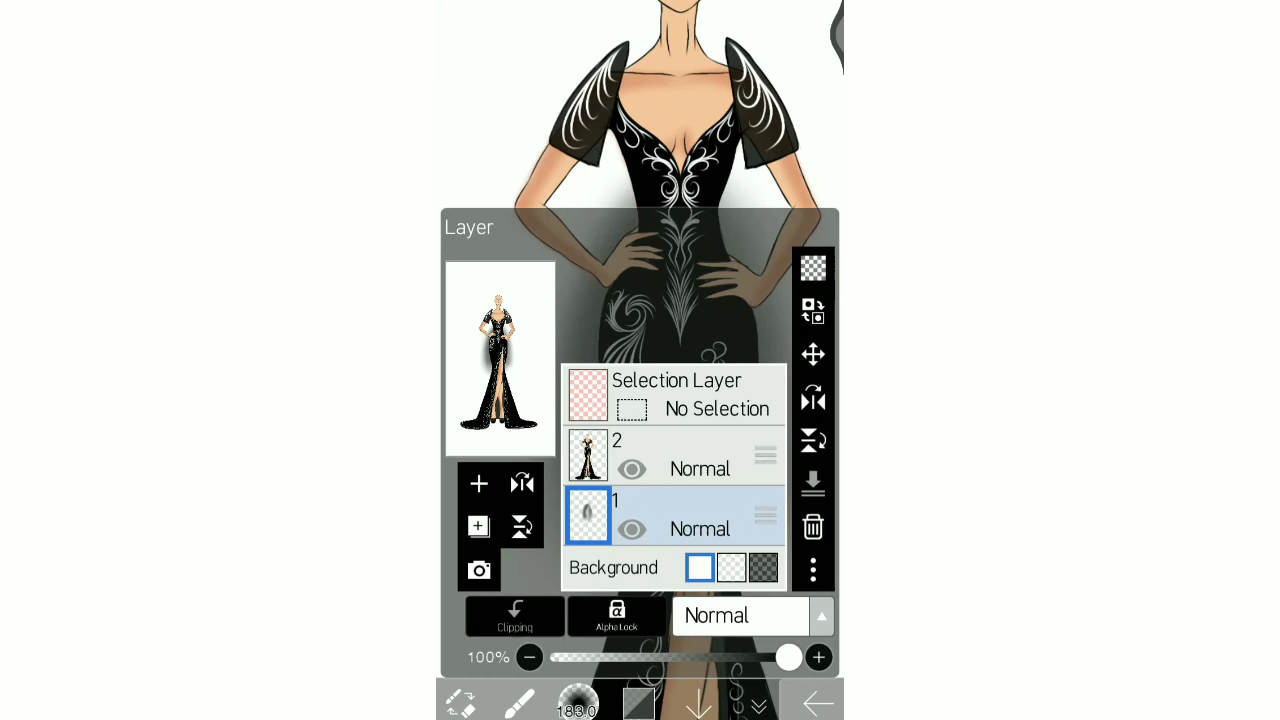 Layer
Selection Layer
No Selection
2
Normal
1
Normal
Background
Clipping
α
Alpha Lock
Normal
100%
183.0